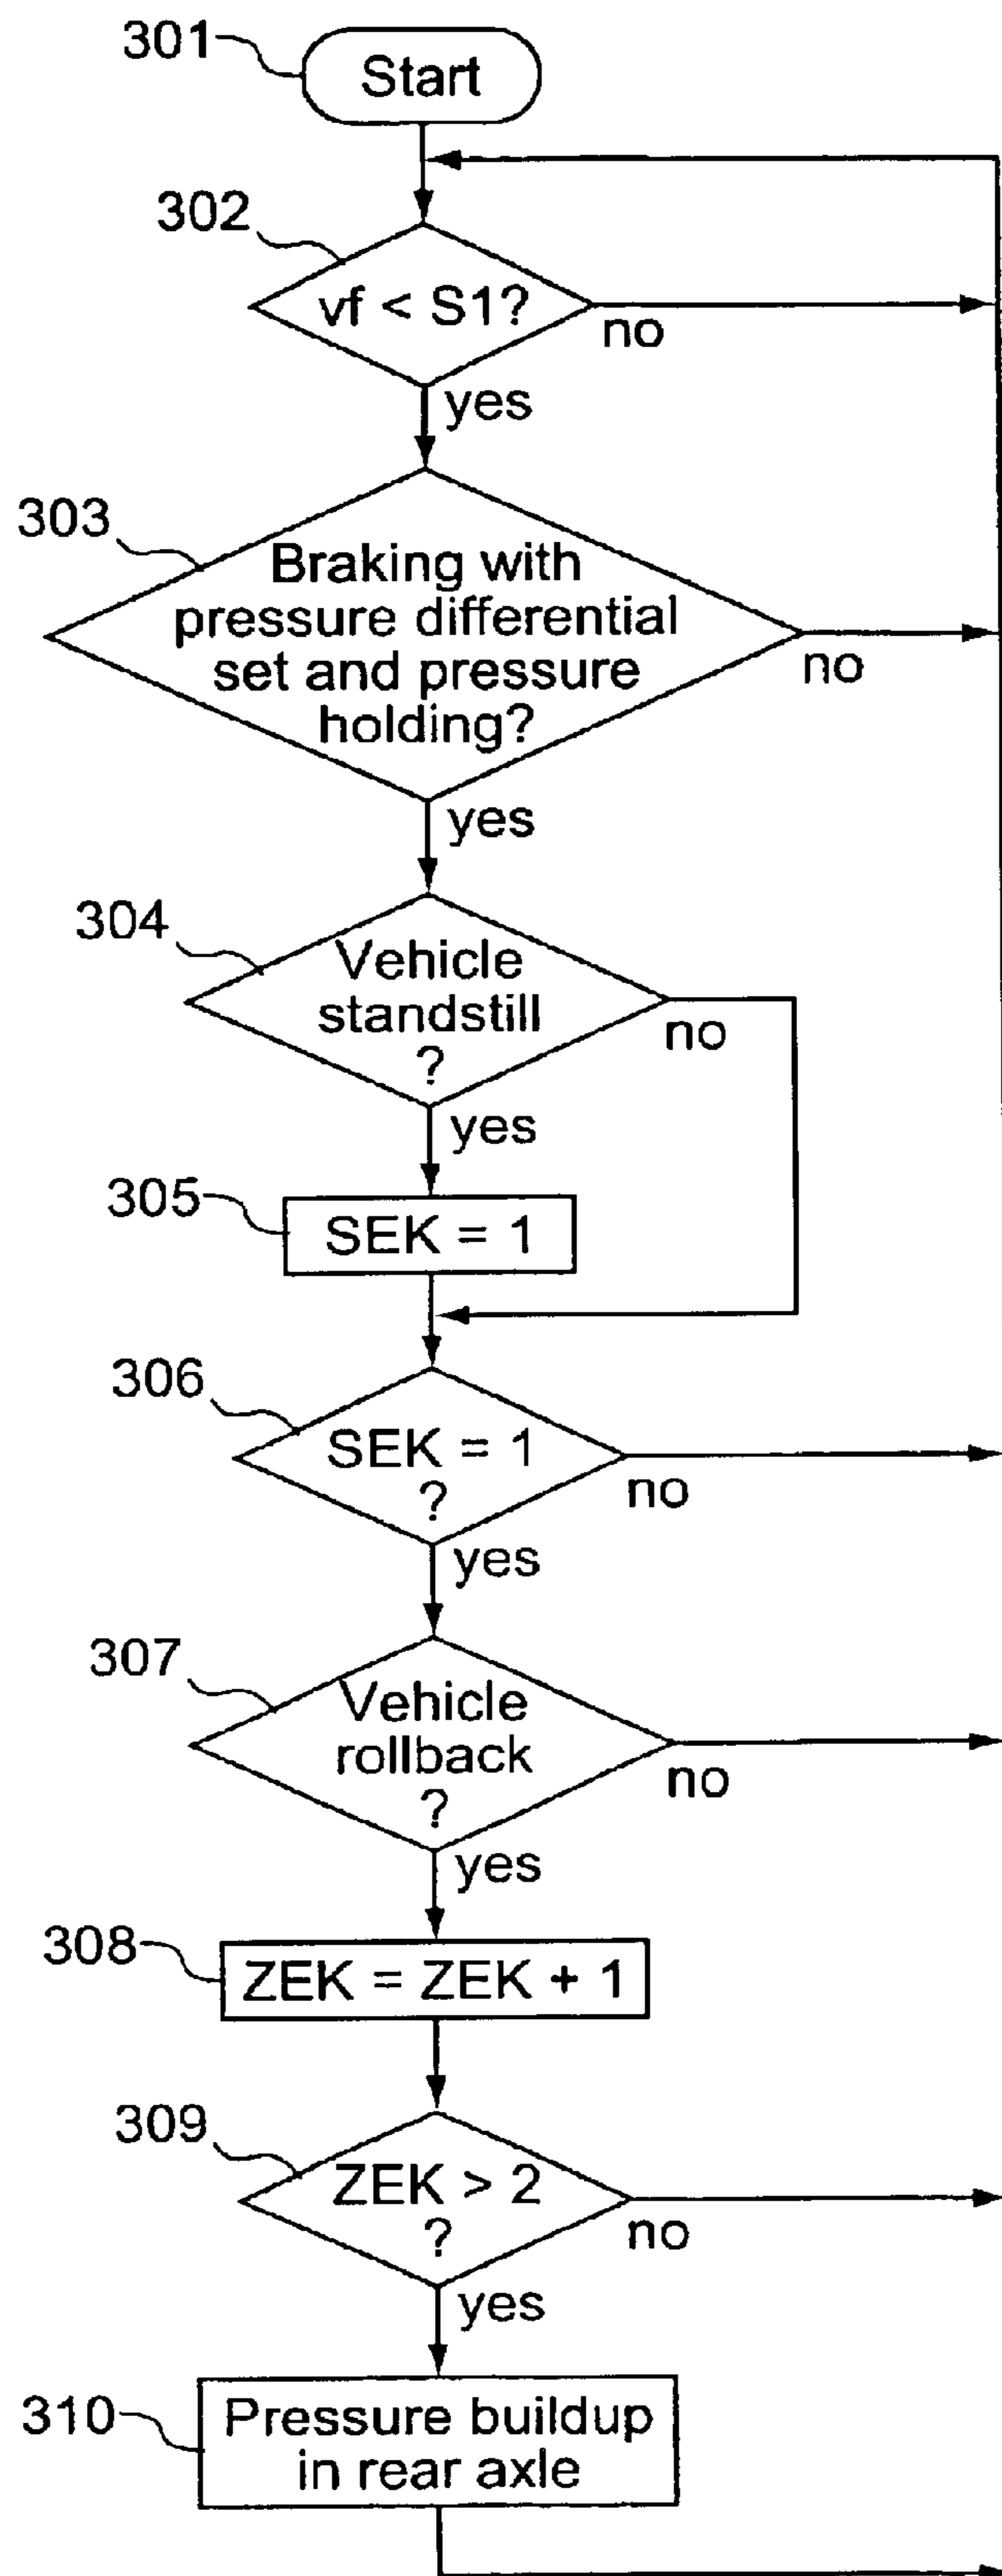 301
Start
302
vf < S1?
no
yes
303
Braking with
pressure differential
set and pressure
holding?
no
yes
304
Vehicle
standstill
?
no
yes
305
SEK = 1
306
SEK = 1
?
no
yes
307
Vehicle
rollback
?
no
yes
308
ZEK = ZEK + 1
309
ZEK > 2
?
no
yes
310
Pressure buildup
in rear axle